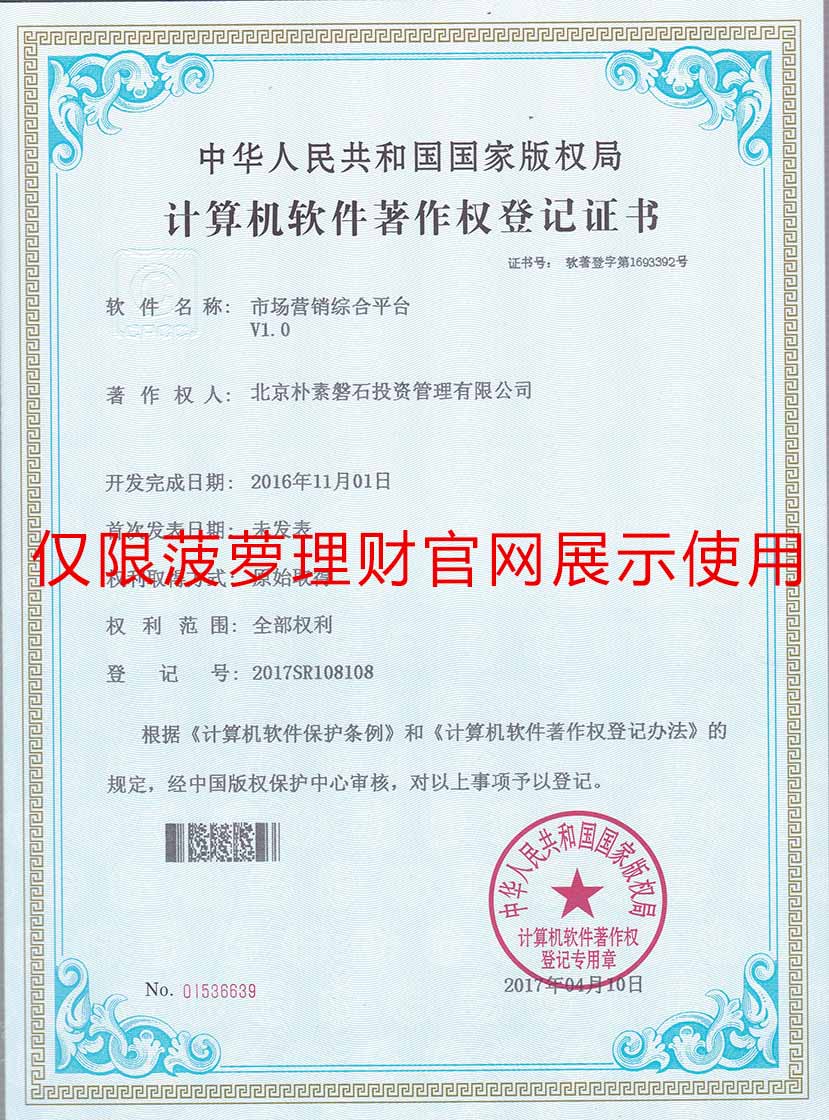 中华人民共和国国家版权局
计算机软件著作权登记证书
证书号： 软著登字第1693392号
软件名称： 市场营销综合平台
V1.0
著作权人： 北京朴素磐石投资管理有限公司
开发完成日期： 2016年11月01日
首次发表日期： 未发表
仅限菠萝理财官网展示使用
权利取得方式： 原始取得
权利范围： 全部权利
登记号： 2017SR108108
根据《计算机软件保护条例》和《计算机软件著作权登记办法》的
规定，经中国版权保护中心审核，对以上事项予以登记。
中华人民共和国国家版权局
计算机软件著作权
登记专用章
No. 01536639
2017年04月10日
CPCC